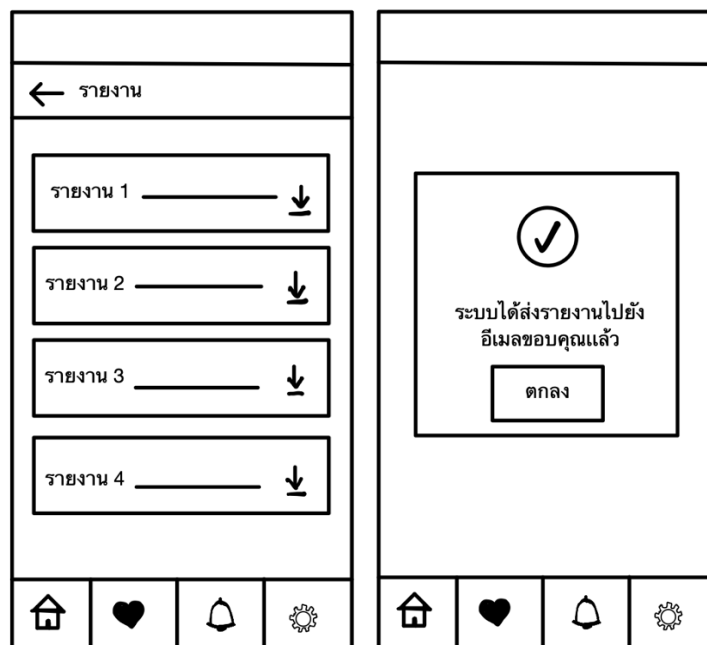 รายงาน
รายงาน 1
รายงาน 2
รายงาน 3
รายงาน 4
ระบบได้ส่งรายงานไปยัง
อีเมลขอบคุณแล้ว
ตกลง